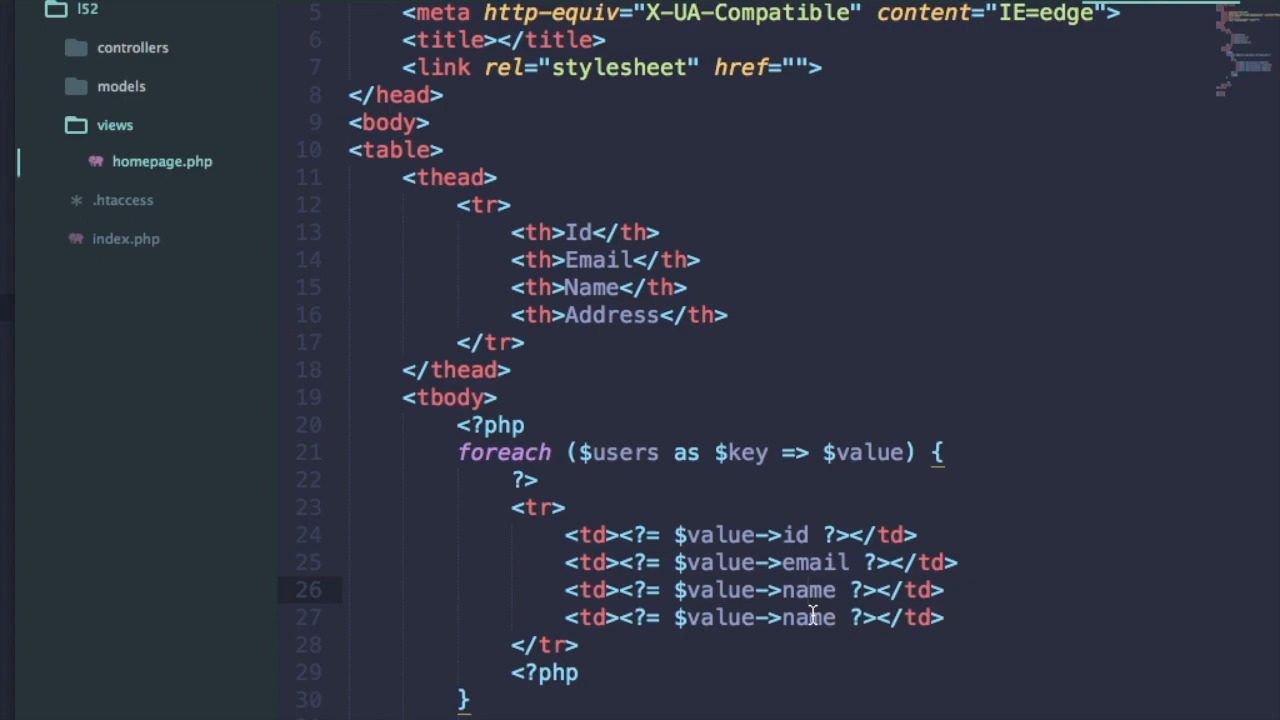 l52
controllers
models
views
homepage.php
.htaccess
index.php
5 <meta http-equiv="X-UA-Compatible" content="IE=edge">
6 <title></title>
7 <link rel="stylesheet" href="">
8 </head>
9 <body>
10 <table>
11 <thead>
12 <tr>
13 <th>Id</th>
14 <th>Email</th>
15 <th>Name</th>
16 <th>Address</th>
17 </tr>
18 </thead>
19 <tbody>
20 <?php
21 foreach ($users as $key => $value) {
22 ?>
23 <tr>
24 <td><?= $value->id ?></td>
25 <td><?= $value->email ?></td>
26 <td><?= $value->name ?></td>
27 <td><?= $value->name ?></td>
28 </tr>
29 <?php
30 }